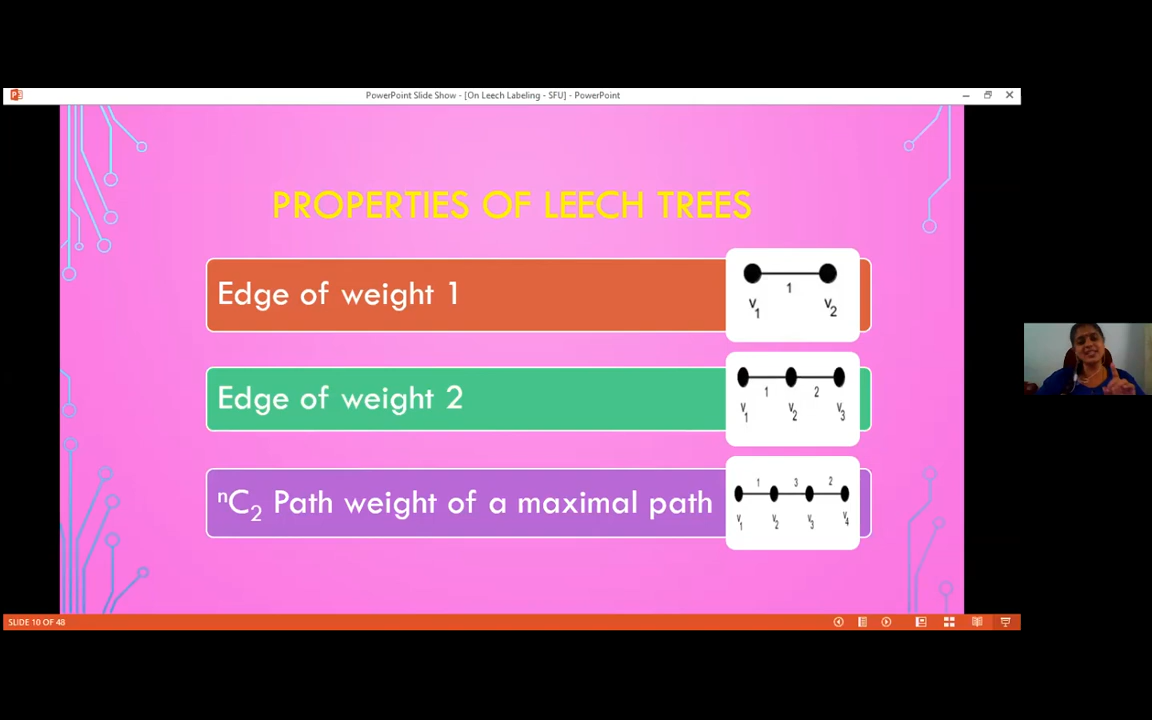 PowerPoint Slide Show - [On Leech Labeling - SFU] - PowerPoint
PROPERTIES OF LEECH TREES
Edge of weight 1
1
v1 v2
Edge of weight 2
1 2
v1 v2 v3
nC2 Path weight of a maximal path
1 3 2
v1 v2 v3 v4
SLIDE 10 OF 48